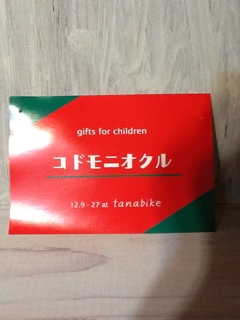 gifts for children
コドモニオクル
12.9 - 27 at tanabike